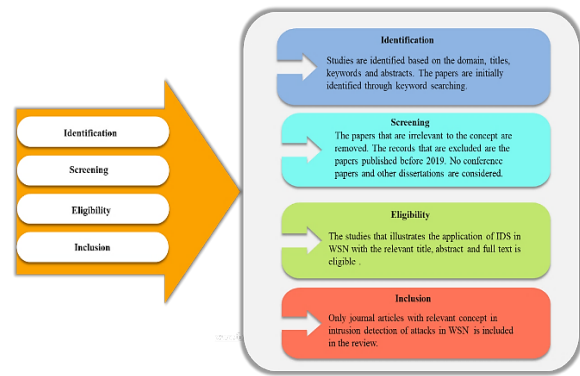 Identification
Screening
Eligibility
Inclusion
Identification
Studies are identified based on the domain, titles,
keywords and abstracts. The papers are initially
identified through keyword searching.
Screening
The papers that are irrelevant to the concept are
removed. The records that are excluded are the
papers published before 2019. No conference
papers and other dissertations are considered.
Eligibility
The studies that illustrates the application of IDS in
WSN with the relevant title, abstract and full text is
eligible .
Inclusion
Only journal articles with relevant concept in
intrusion detection of attacks in WSN is included
in the review.